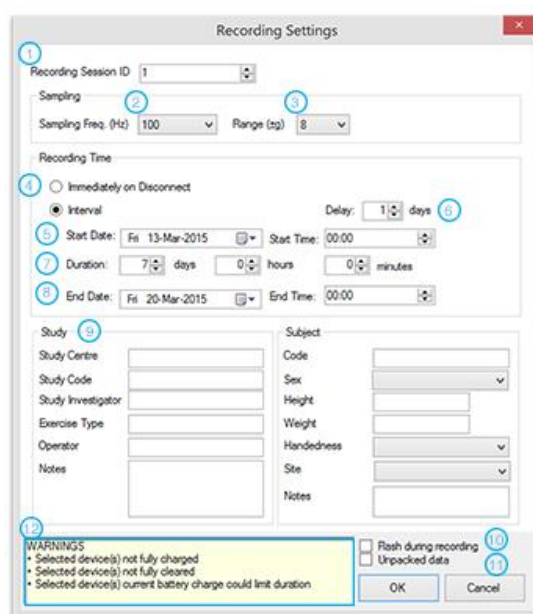 Recording Settings
×
1
Recording Session ID 1
Sampling
2 3
Sampling Freq. (Hz) 100 Range (±g) 8
Recording Time
4 Immediately on Disconnect
Interval Delay: 1 days 6
5 Start Date: Fri 13-Mar-2015 Start Time: 00:00
7 Duration: 7 days 0 hours 0 minutes
8 End Date: Fri 20-Mar-2015 End Time: 00:00
Study 9
Study Centre
Study Code
Study Investigator
Exercise Type
Operator
Notes
Subject
Code
Sex
Height
Weight
Handedness
Site
Notes
12
WARNINGS
• Selected device(s) not fully charged
• Selected device(s) not fully cleared
• Selected device(s) current battery charge could limit duration
Flash during recording 10
Unpacked data 11
OK Cancel